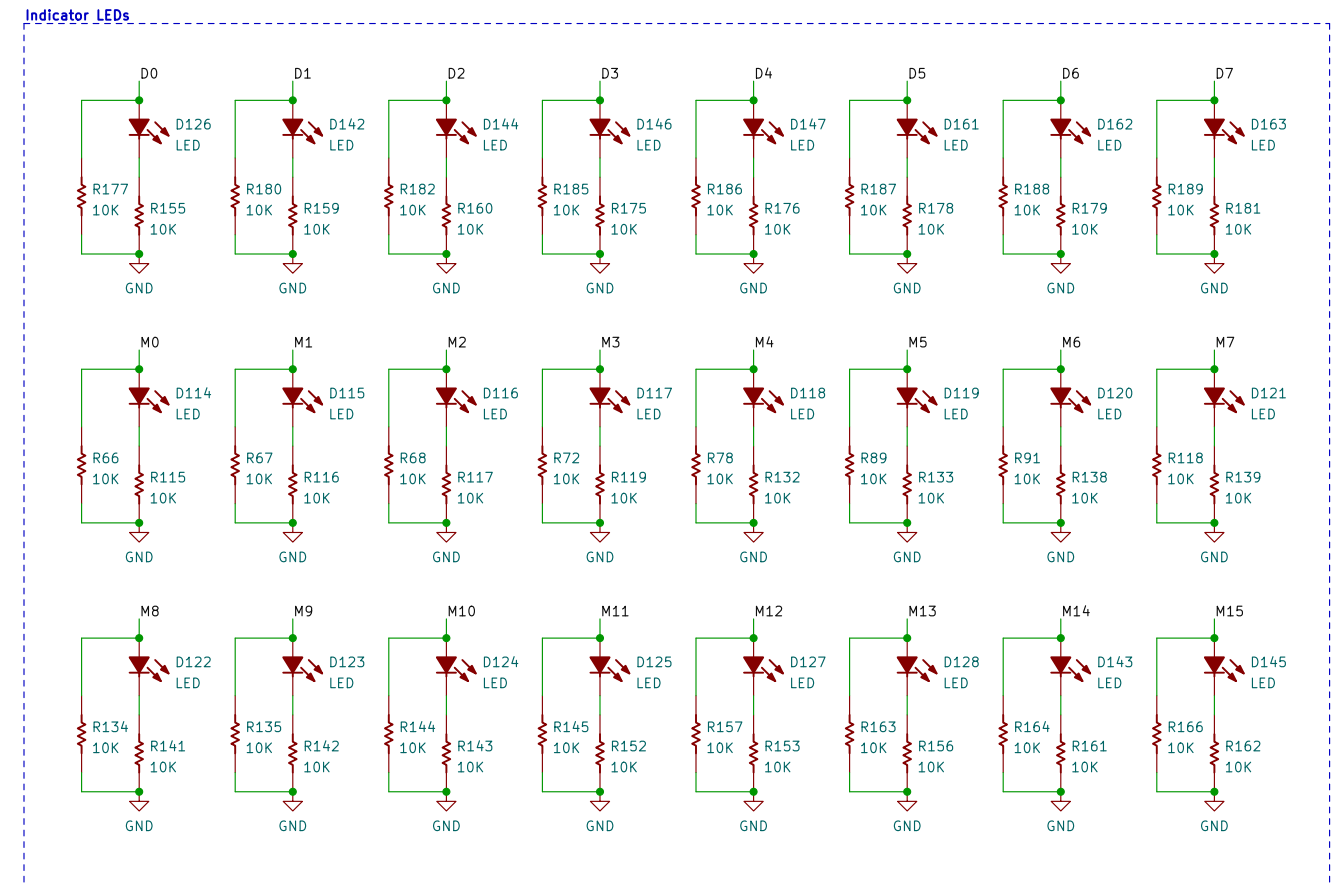 Indicator LEDs
D0 D1 D2 D3 D4 D5 D6 D7
D126 D142 D144 D146 D147 D161 D162 D163
LED LED LED LED LED LED LED LED
R177 R180 R182 R185 R186 R187 R188 R189
10K 10K 10K 10K 10K 10K 10K 10K
R155 R159 R160 R175 R176 R178 R179 R181
10K 10K 10K 10K 10K 10K 10K 10K
GND GND GND GND GND GND GND GND
M0 M1 M2 M3 M4 M5 M6 M7
D114 D115 D116 D117 D118 D119 D120 D121
LED LED LED LED LED LED LED LED
R66 R67 R68 R72 R78 R89 R91 R118
10K 10K 10K 10K 10K 10K 10K 10K
R115 R116 R117 R119 R132 R133 R138 R139
10K 10K 10K 10K 10K 10K 10K 10K
GND GND GND GND GND GND GND GND
M8 M9 M10 M11 M12 M13 M14 M15
D122 D123 D124 D125 D127 D128 D143 D145
LED LED LED LED LED LED LED LED
R134 R135 R144 R145 R157 R163 R164 R166
10K 10K 10K 10K 10K 10K 10K 10K
R141 R142 R143 R152 R153 R156 R161 R162
10K 10K 10K 10K 10K 10K 10K 10K
GND GND GND GND GND GND GND GND